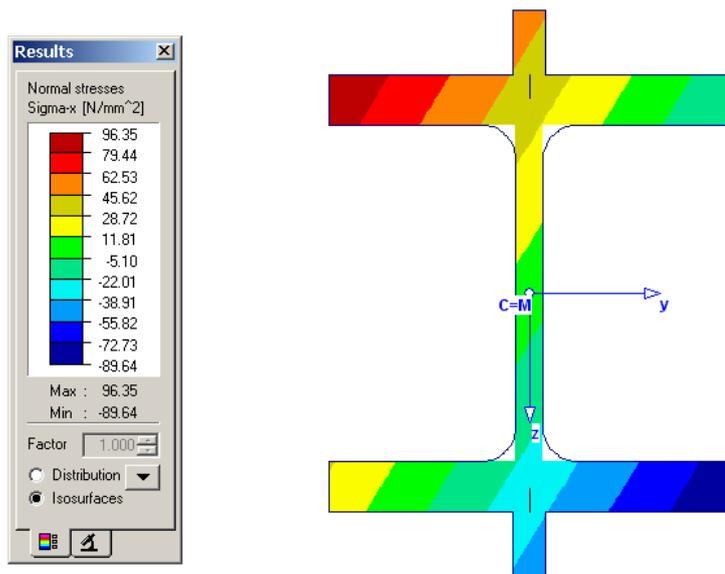 Results
Normal stresses
Sigma-x [N/mm^2]
96.35
79.44
62.53
45.62
28.72
11.81
-5.10
-22.01
-38.91
-55.82
-72.73
-89.64
Max : 96.35
Min : -89.64
Factor 1.000
Distribution
Isosurfaces
C=M
y
z